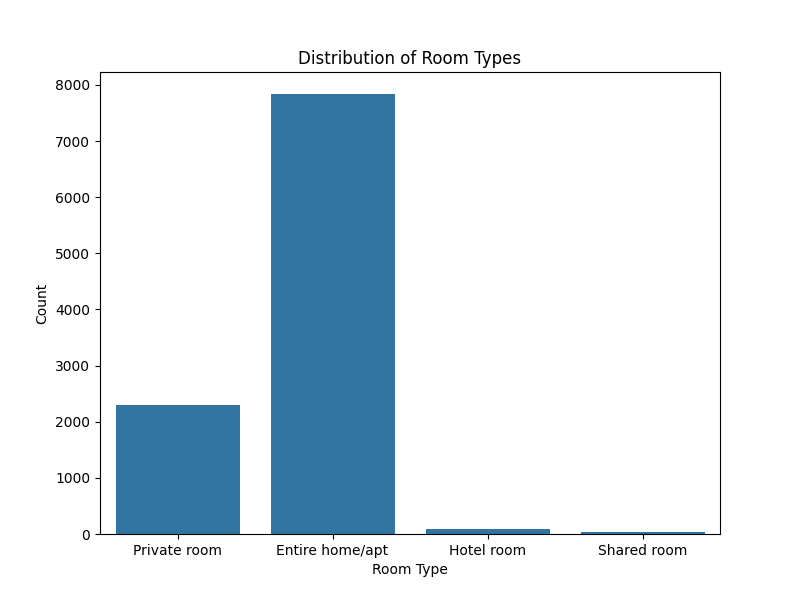 Distribution of Room Types
8000
7000
6000
5000
4000
3000
2000
1000
0
Count
Private room
Entire home/apt
Hotel room
Shared room
Room Type